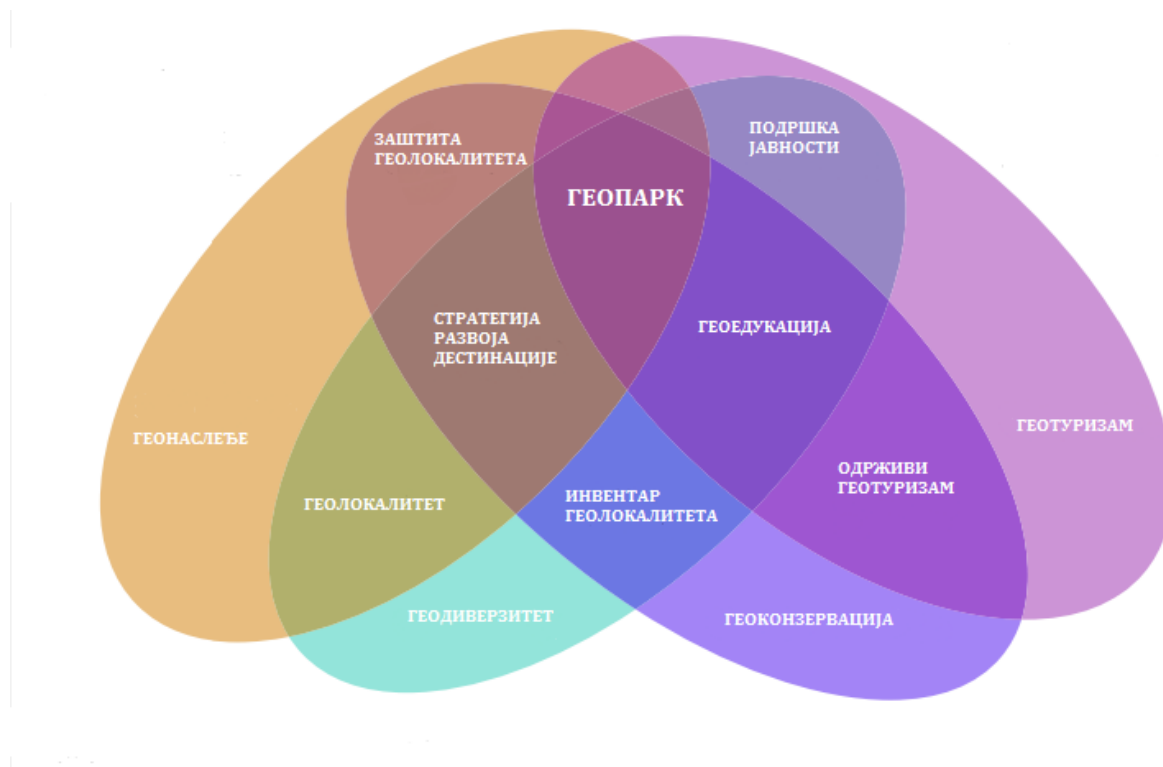 ЗАШТИТА
ГЕОЛОКАЛИТЕТА
ПОДРШКА
ЈАВНОСТИ
ГЕОПАРК
СТРАТЕГИЈА
РАЗВОЈА
ДЕСТИНАЦИЈЕ
ГЕОЕДУКАЦИЈА
ГЕОНАСЛЕЂЕ
ГЕОТУРИЗАМ
ГЕОЛОКАЛИТЕТ
ИНВЕНТАР
ГЕОЛОКАЛИТЕТА
ОДРЖИВИ
ГЕОТУРИЗАМ
ГЕОДИВЕРЗИТЕТ
ГЕОКОНЗЕРВАЦИЈА